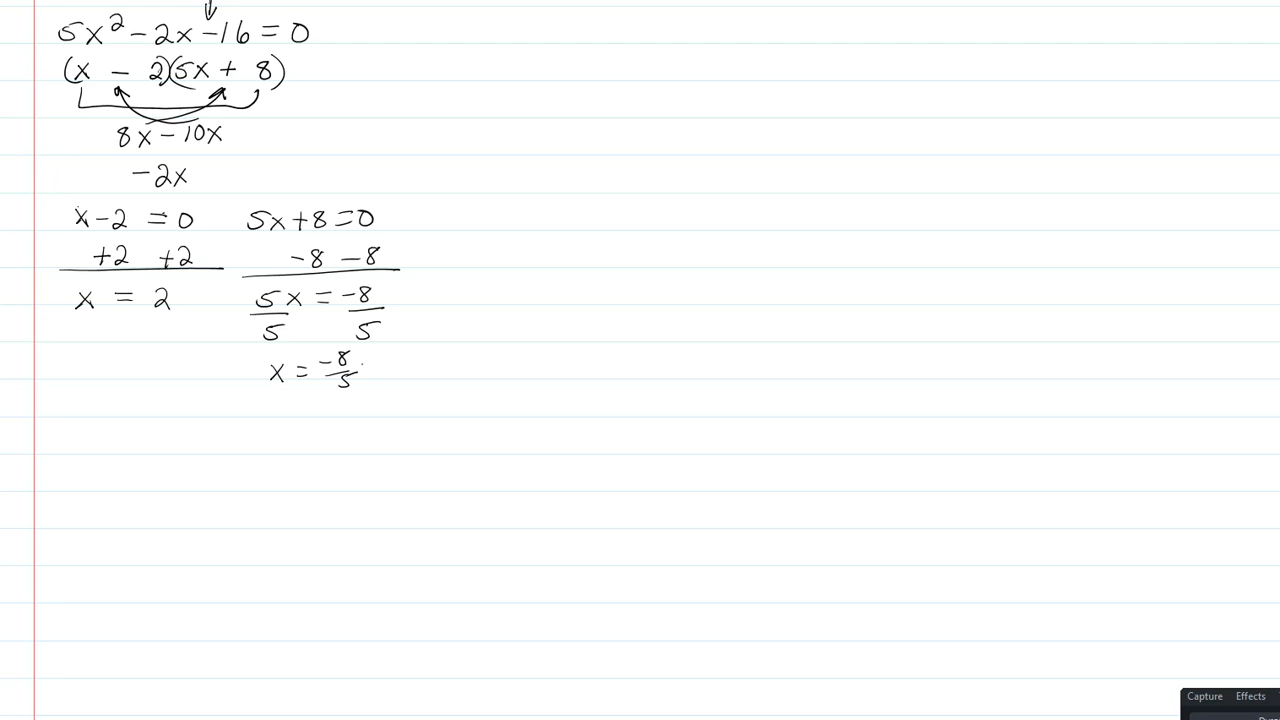 5x² - 2x - 16 = 0
(x - 2)(5x + 8)
8x - 10x
-2x
x - 2 = 0 5x + 8 = 0
+2 +2 -8 -8
x = 2 5x = -8
5 5
x = -8/5
Capture Effects